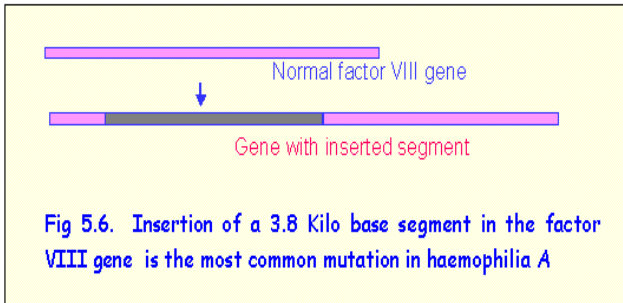 Normal factor VIII gene
Gene with inserted segment
Fig 5.6. Insertion of a 3.8 Kilo base segment in the factor
VIII gene is the most common mutation in haemophilia A